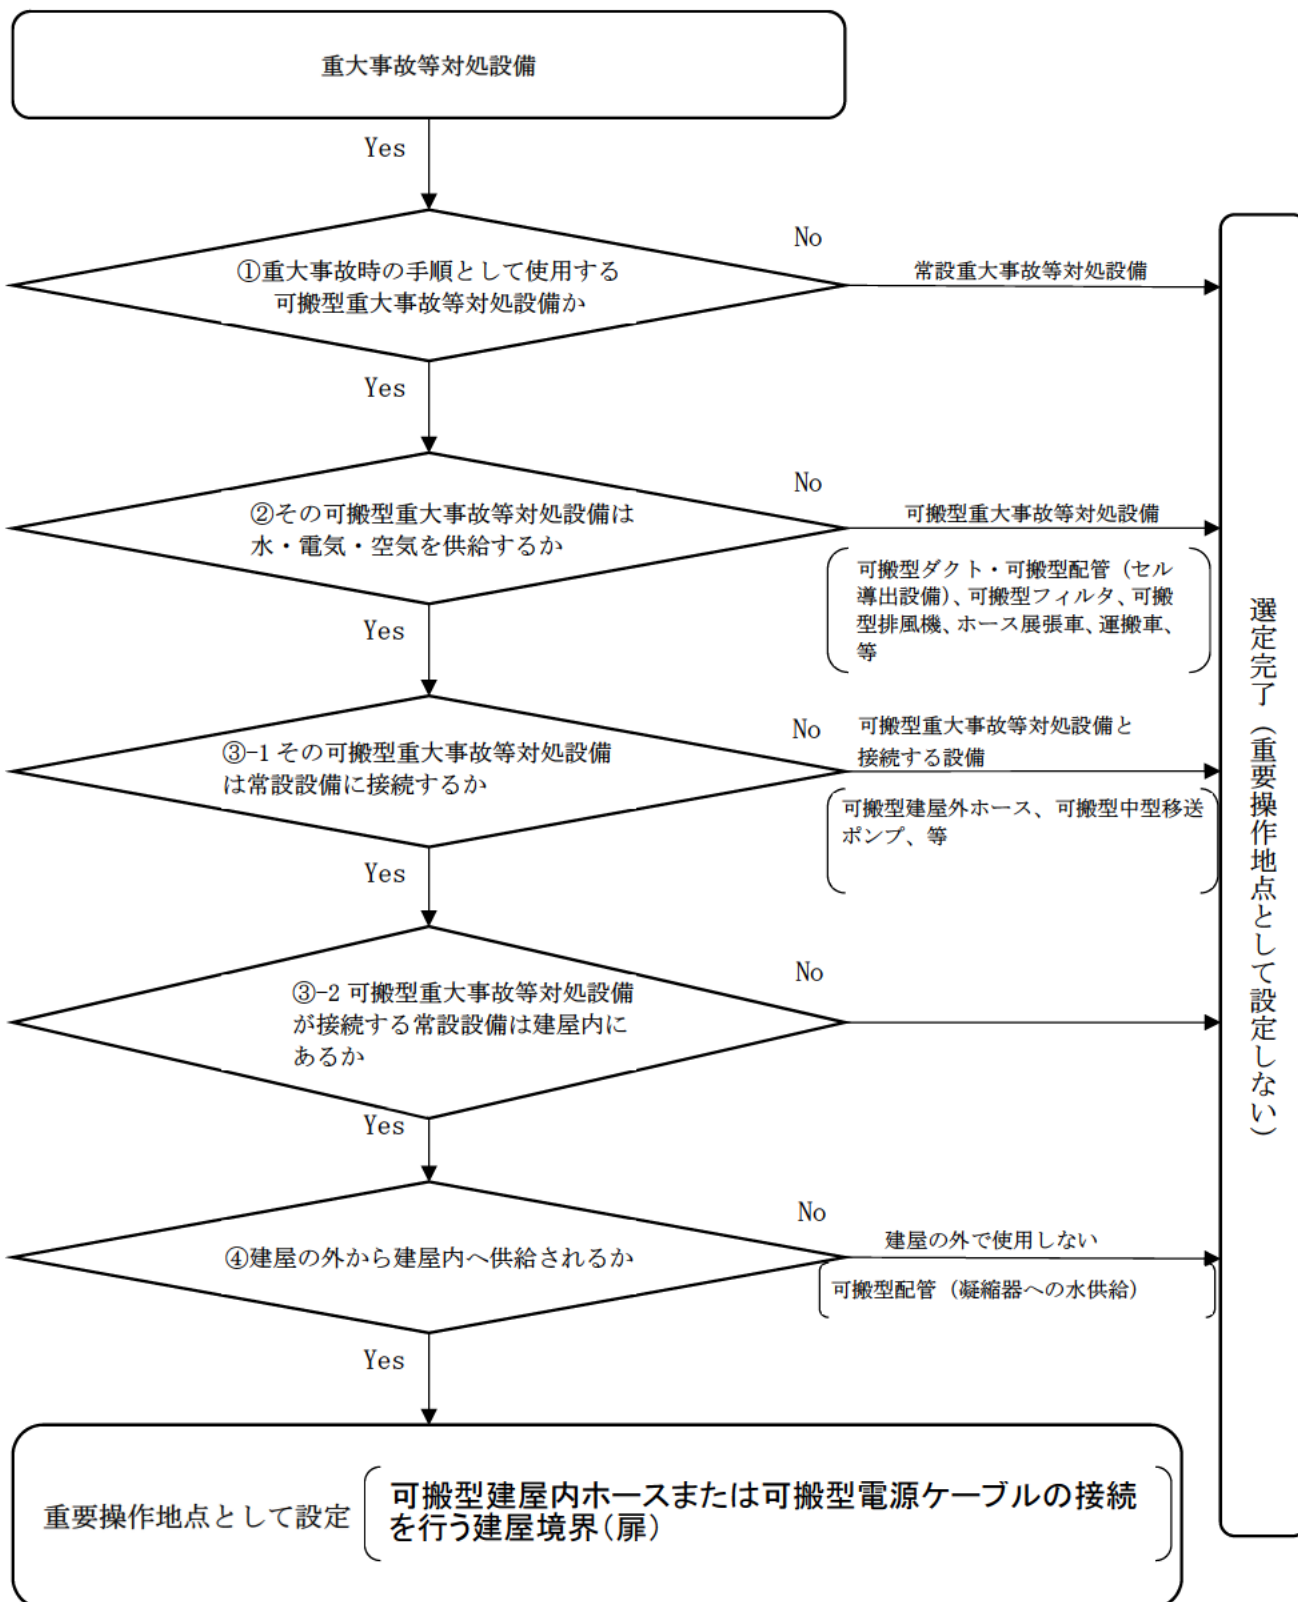 重大事故等対処設備
Yes
①重大事故時の手順として使用する
可搬型重大事故等対処設備か
No
常設重大事故等対処設備
Yes
②その可搬型重大事故等対処設備は
水・電気・空気を供給するか
No
可搬型重大事故等対処設備
可搬型ダクト・可搬型配管（セル
導出設備）、可搬型フィルタ、可搬
型排風機、ホース展張車、運搬車、
等
Yes
③-1 その可搬型重大事故等対処設備
は常設設備に接続するか
No
可搬型重大事故等対処設備と
接続する設備
可搬型建屋外ホース、可搬型中型移送
ポンプ、等
Yes
③-2 可搬型重大事故等対処設備
が接続する常設設備は建屋内に
あるか
No
Yes
④建屋の外から建屋内へ供給されるか
No
建屋の外で使用しない
可搬型配管（凝縮器への水供給）
Yes
重要操作地点として設定
可搬型建屋内ホースまたは可搬型電源ケーブルの接続
を行う建屋境界（扉）
選定完了（重要操作地点として設定しない）